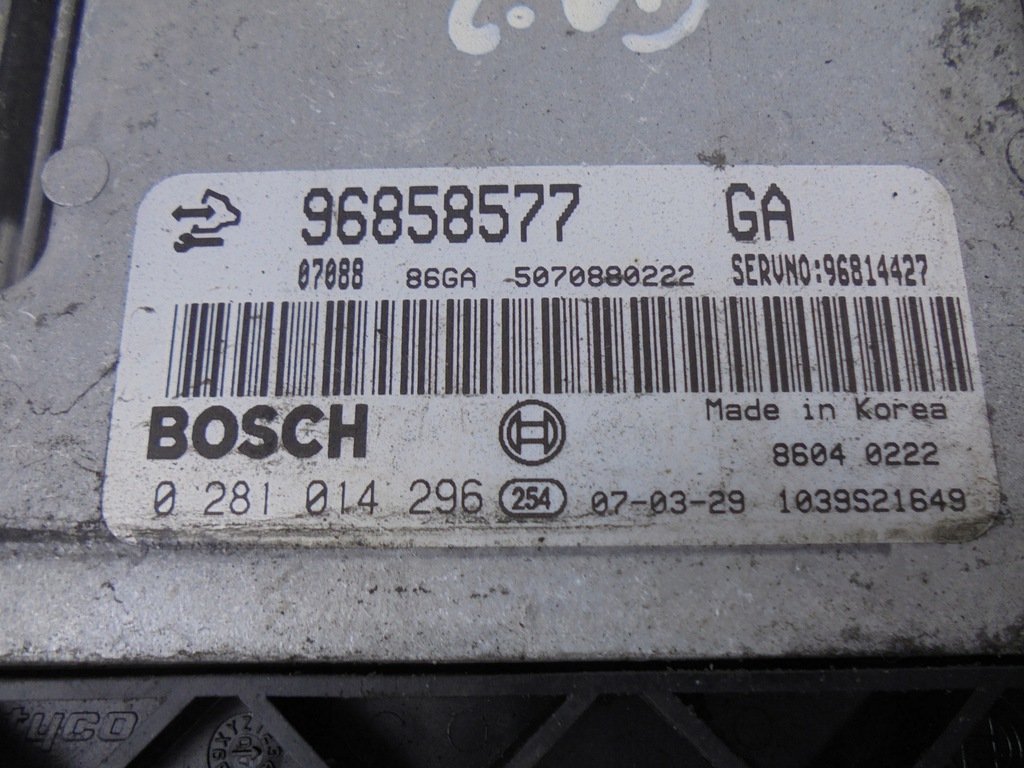 96858577 GA
07088 86GA 5070880222 SERVNO:96814427
BOSCH
Made in Korea
8604 0222
0 281 014 296 254 07-03-29 1039S21649
tyco